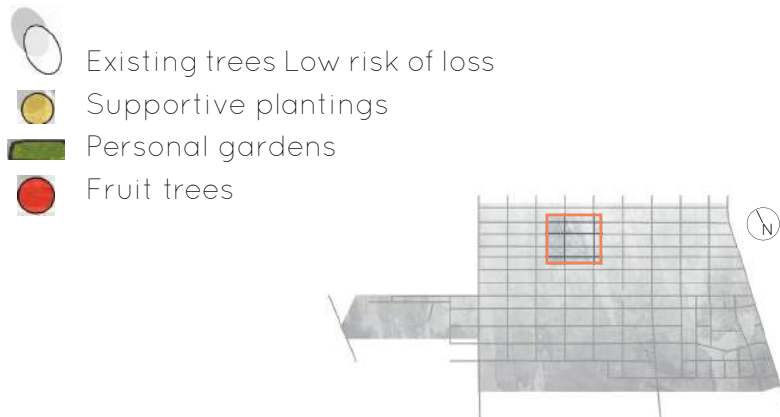 Existing trees Low risk of loss
Supportive plantings
Personal gardens
Fruit trees
N